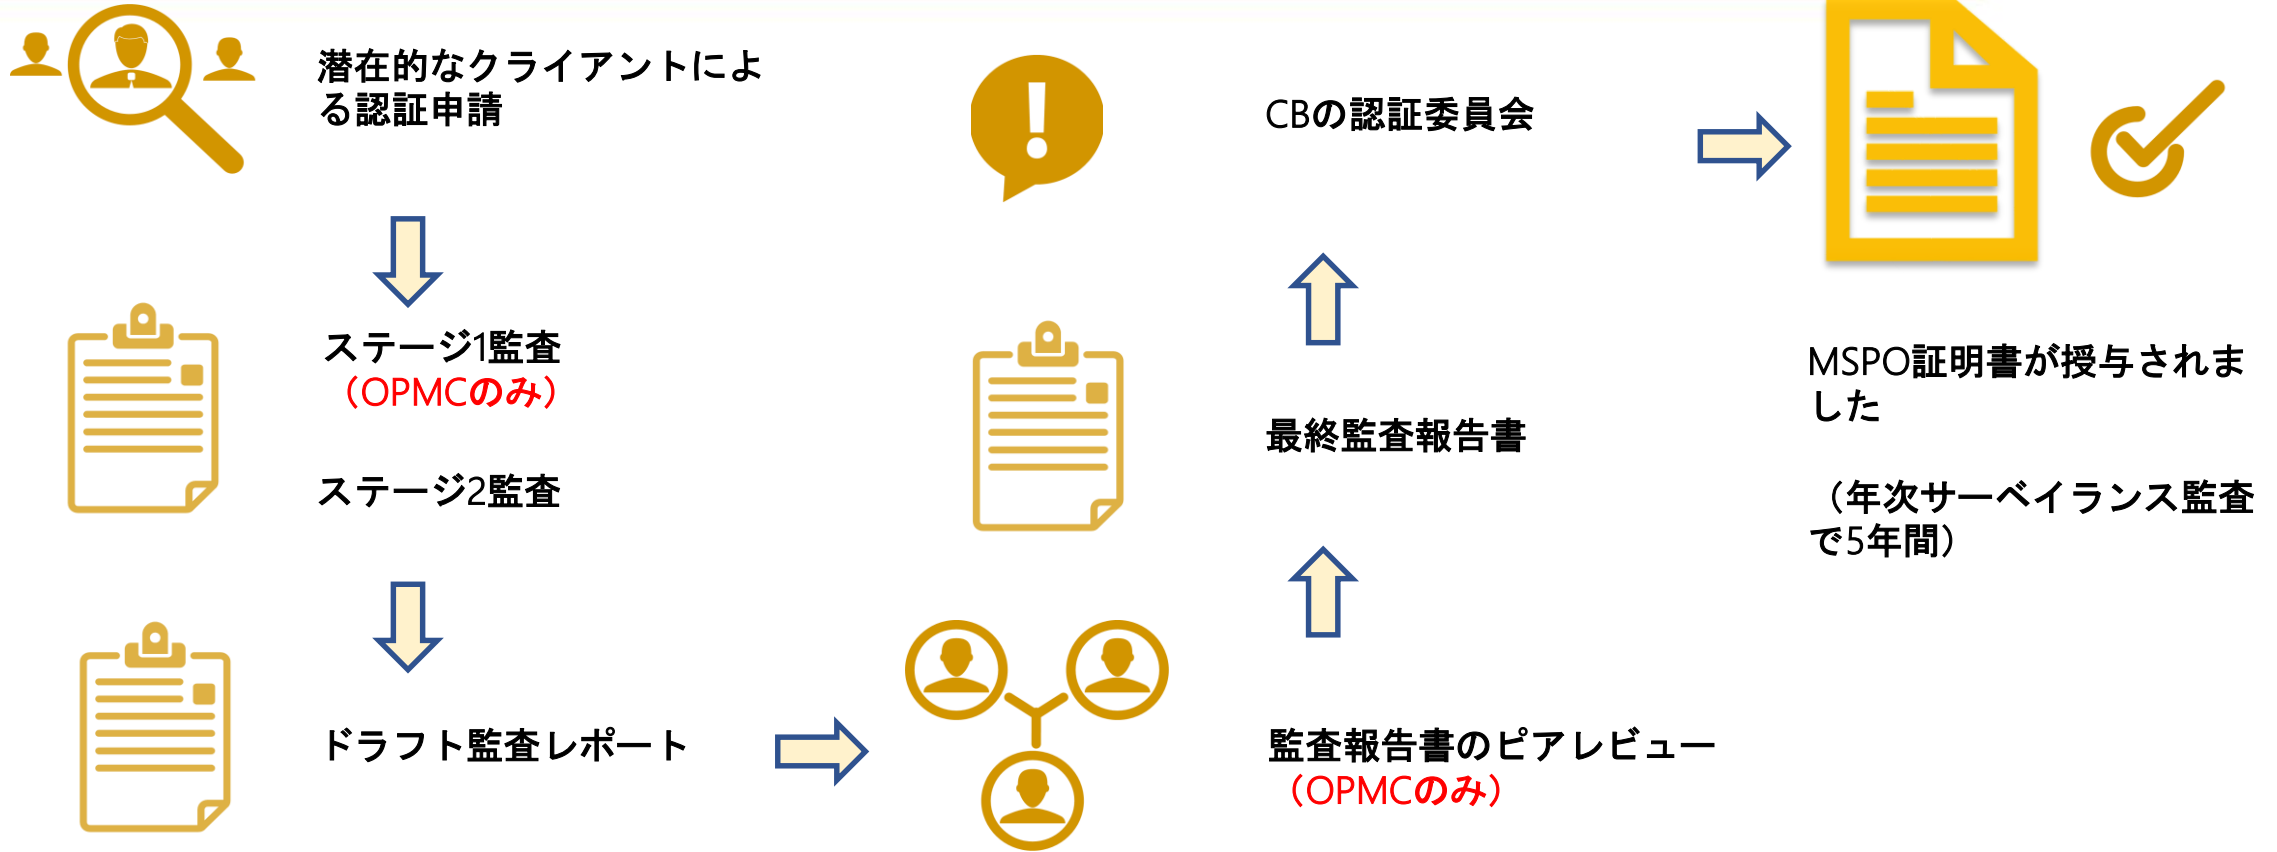 潜在的なクライアントによ
る認証申請
ステージ1監査
（OPMCのみ）
ステージ2監査
ドラフト監査レポート
監査報告書のピアレビュー
（OPMCのみ）
最終監査報告書
CBの認証委員会
MSPO証明書が授与されま
した
（年次サーベイランス監査
で5年間）